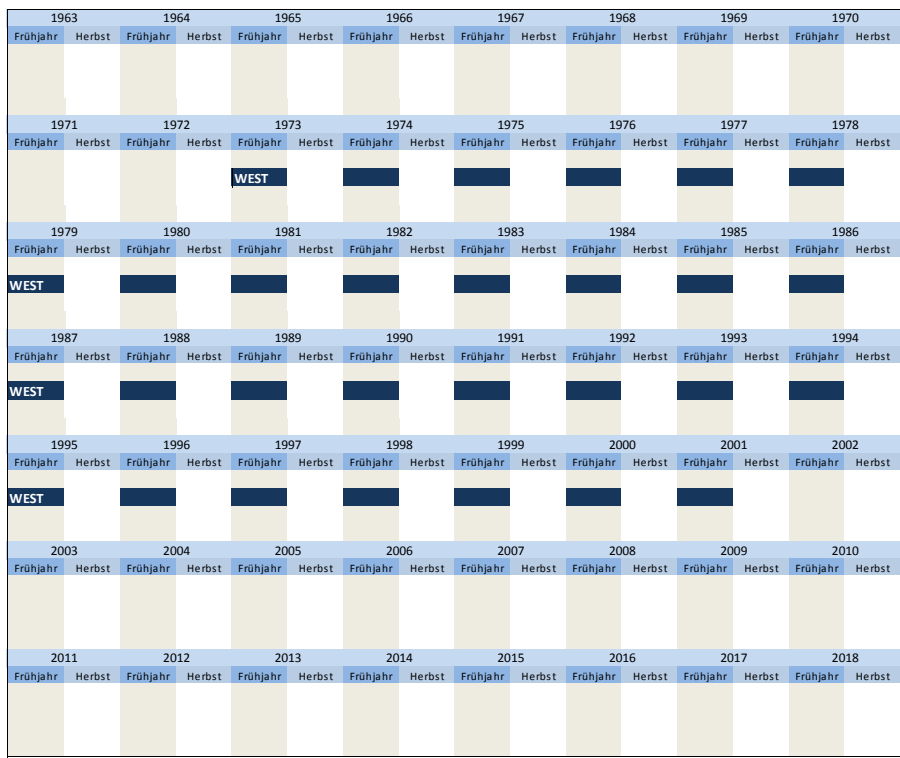 1963 1964 1965 1966 1967 1968 1969 1970
Frühjahr Herbst Frühjahr Herbst Frühjahr Herbst Frühjahr Herbst Frühjahr Herbst Frühjahr Herbst Frühjahr Herbst Frühjahr Herbst
1971 1972 1973 1974 1975 1976 1977 1978
Frühjahr Herbst Frühjahr Herbst Frühjahr Herbst Frühjahr Herbst Frühjahr Herbst Frühjahr Herbst Frühjahr Herbst Frühjahr Herbst
WEST
1979 1980 1981 1982 1983 1984 1985 1986
Frühjahr Herbst Frühjahr Herbst Frühjahr Herbst Frühjahr Herbst Frühjahr Herbst Frühjahr Herbst Frühjahr Herbst Frühjahr Herbst
WEST
1987 1988 1989 1990 1991 1992 1993 1994
Frühjahr Herbst Frühjahr Herbst Frühjahr Herbst Frühjahr Herbst Frühjahr Herbst Frühjahr Herbst Frühjahr Herbst Frühjahr Herbst
WEST
1995 1996 1997 1998 1999 2000 2001 2002
Frühjahr Herbst Frühjahr Herbst Frühjahr Herbst Frühjahr Herbst Frühjahr Herbst Frühjahr Herbst Frühjahr Herbst Frühjahr Herbst
WEST
2003 2004 2005 2006 2007 2008 2009 2010
Frühjahr Herbst Frühjahr Herbst Frühjahr Herbst Frühjahr Herbst Frühjahr Herbst Frühjahr Herbst Frühjahr Herbst Frühjahr Herbst
2011 2012 2013 2014 2015 2016 2017 2018
Frühjahr Herbst Frühjahr Herbst Frühjahr Herbst Frühjahr Herbst Frühjahr Herbst Frühjahr Herbst Frühjahr Herbst Frühjahr Herbst